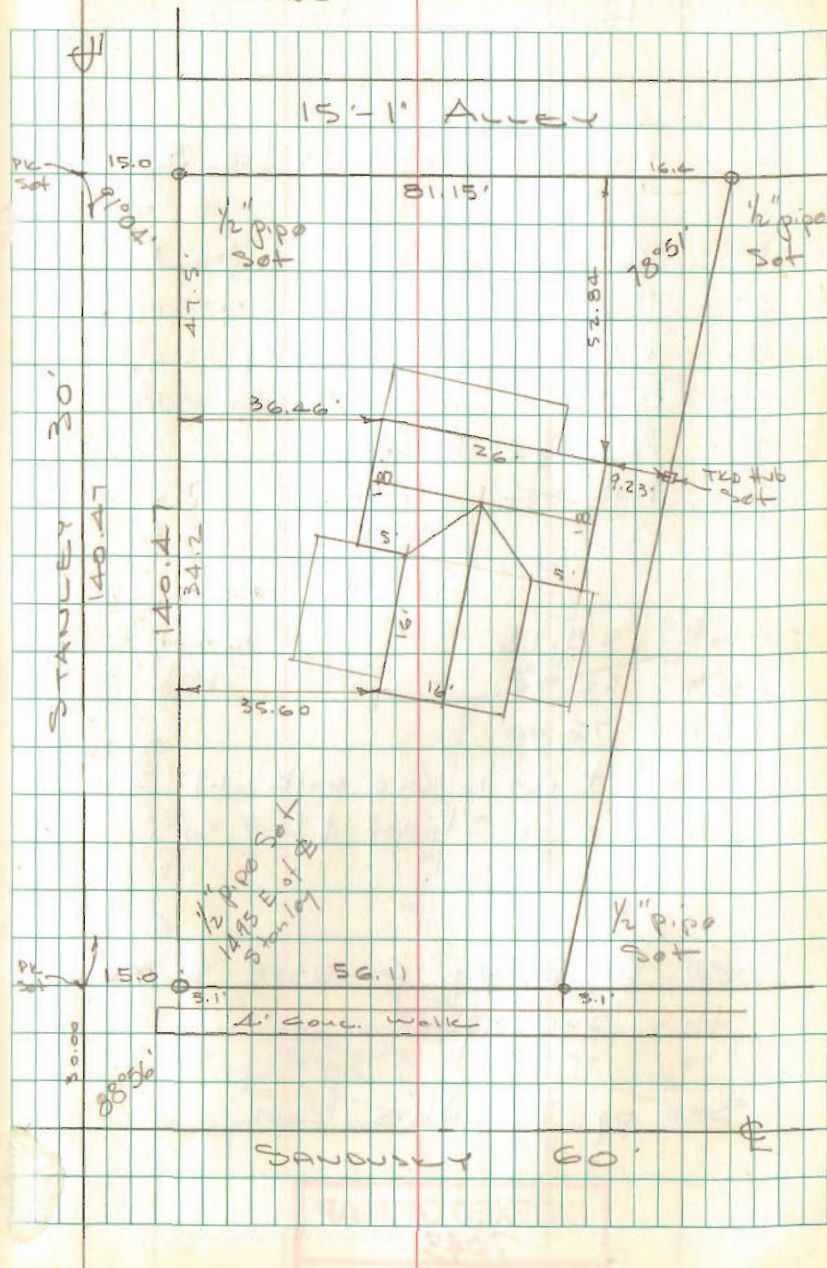 15'-1" ALLEY
PK
Set
15.0
91°04'
81.15'
16.4
1/2" pipe
Set
1/2" pipe
Set
78°51'
47.5'
52.84
36.46'
26'
9.23'
TKD Hub
Set
STANLEY 30'
140.47
140.47
34.2
5'
5'
16'
16'
35.60
1/2" pipe Set
14.95 E of ℄
Stanley
1/2" pipe
Set
PK
Set
15.0
5.1'
56.11
5.1'
4' conc. walk
30.00
88°56'
SANDUSKY 60'
℄